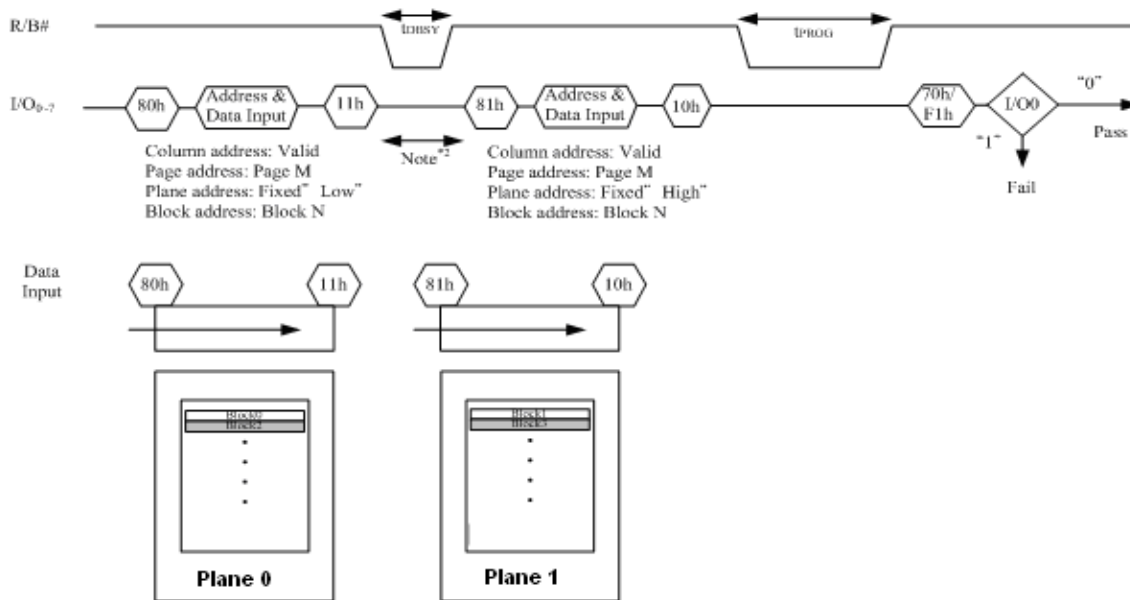 R/B#
tDBSY
tPROG
I/O0-7
80h
Address &
Data Input
11h
81h
Address &
Data Input
10h
70h/
F1h
I/O0
"0"
Pass
"1"
Fail
Note*2
Column address: Valid
Page address: Page M
Plane address: Fixed" Low"
Block address: Block N
Column address: Valid
Page address: Page M
Plane address: Fixed" High"
Block address: Block N
Data
Input
80h
11h
81h
10h
Block0
Block2
Block1
Block3
Plane 0
Plane 1